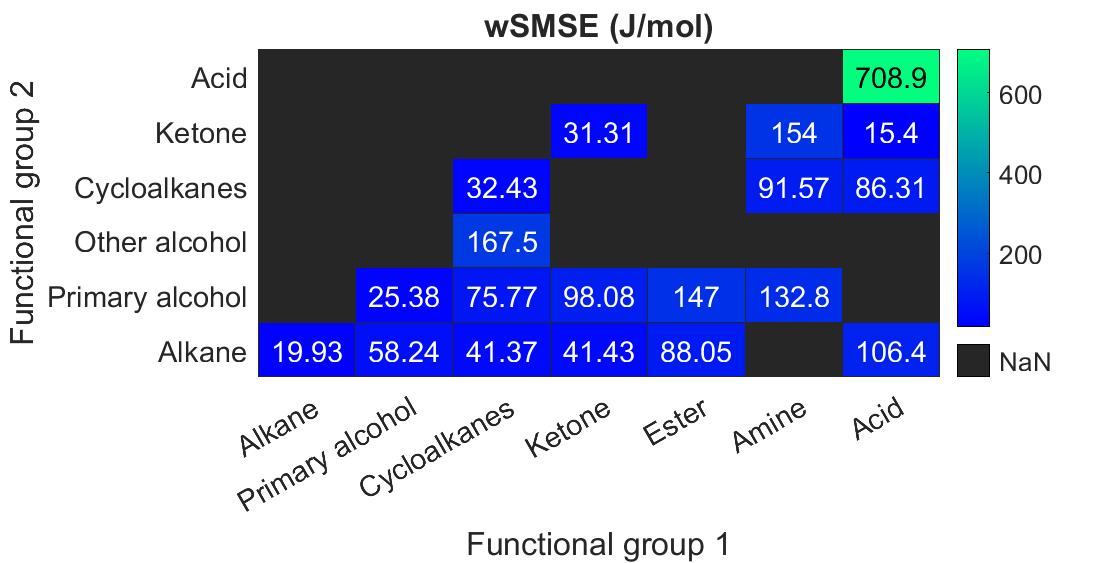 wSMSE (J/mol)
Functional group 2
Acid 708.9
Ketone 31.31 154 15.4
Cycloalkanes 32.43 91.57 86.31
Other alcohol 167.5
Primary alcohol 25.38 75.77 98.08 147 132.8
Alkane 19.93 58.24 41.37 41.43 88.05 106.4
600
400
200
NaN
Alkane Primary alcohol Cycloalkanes Ketone Ester Amine Acid
Functional group 1